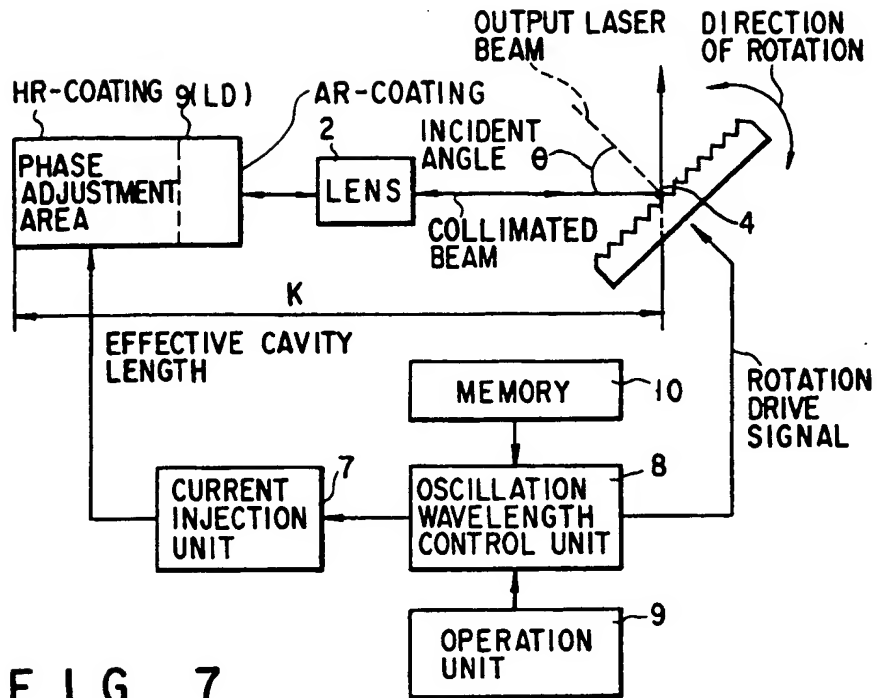 OUTPUT LASER
BEAM
DIRECTION
OF ROTATION
HR-COATING
9(LD)
AR-COATING
PHASE
ADJUSTMENT
AREA
2
LENS
INCIDENT
ANGLE θ
COLLIMATED
BEAM
4
K
EFFECTIVE CAVITY
LENGTH
MEMORY
10
ROTATION
DRIVE
SIGNAL
CURRENT
INJECTION
UNIT
7
OSCILLATION
WAVELENGTH
CONTROL UNIT
8
OPERATION
UNIT
9
FIG. 7